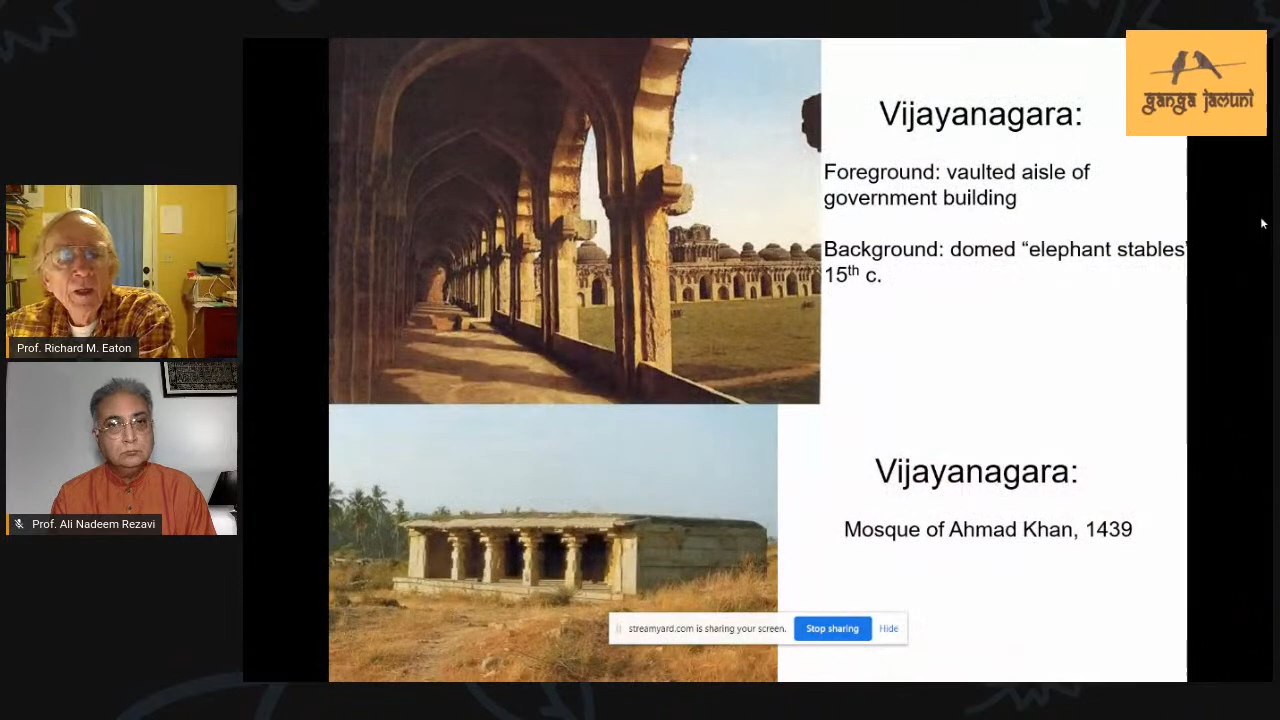 ganga jamuni
Vijayanagara:
Foreground: vaulted aisle of
government building
Background: domed “elephant stables”
15th c.
Prof. Richard M. Eaton
Prof. Ali Nadeem Rezavi
Vijayanagara:
Mosque of Ahmad Khan, 1439
streamyard.com is sharing your screen. Stop sharing Hide